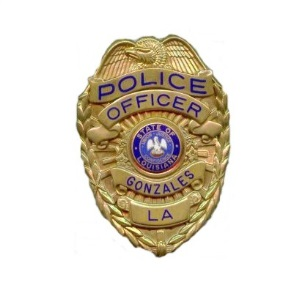 POLICE
OFFICER
STATE OF
LOUISIANA
GONZALES
LA